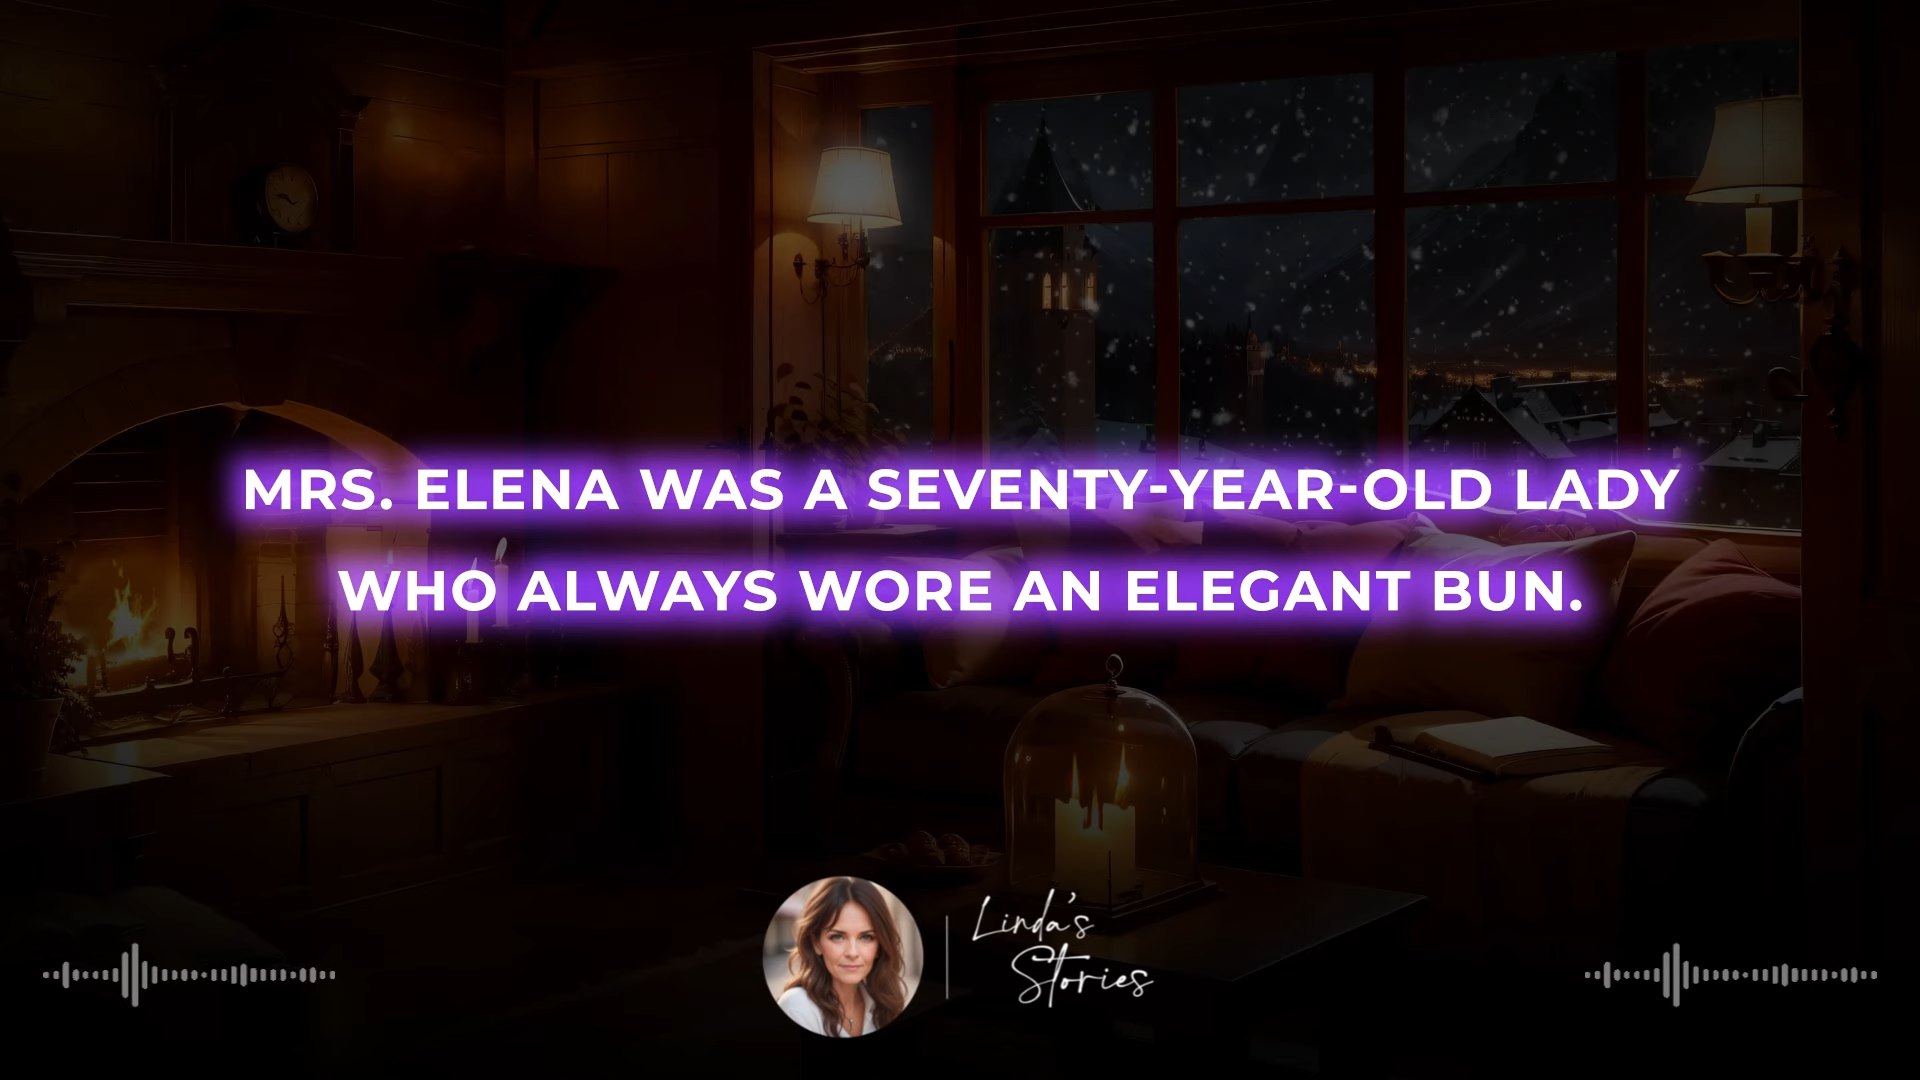 MRS. ELENA WAS A SEVENTY-YEAR-OLD LADY
WHO ALWAYS WORE AN ELEGANT BUN.
Linda's
Stories